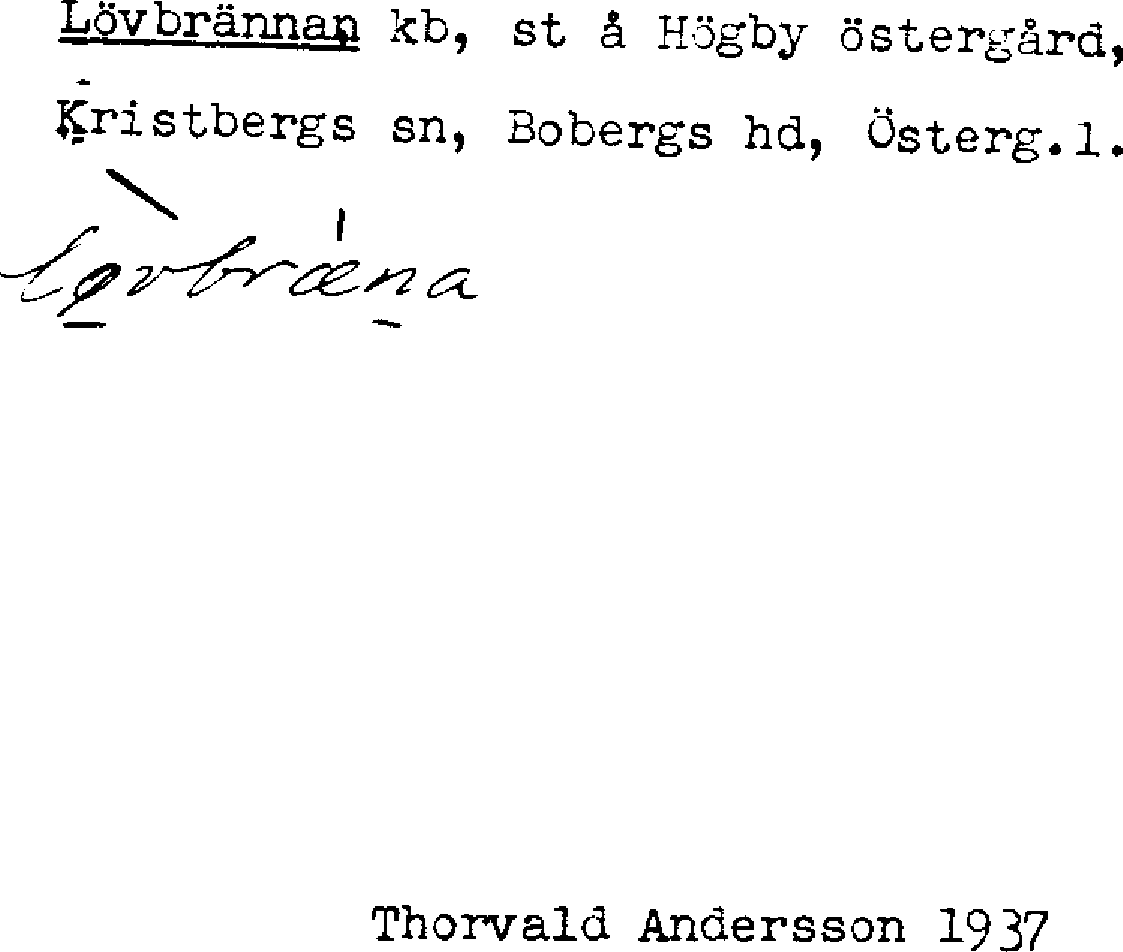 Lövbrännan kb, st å Högby östergård,
Kristbergs sn, Bobergs hd, Österg.l.
løvbræna
Thorvald Andersson 1937